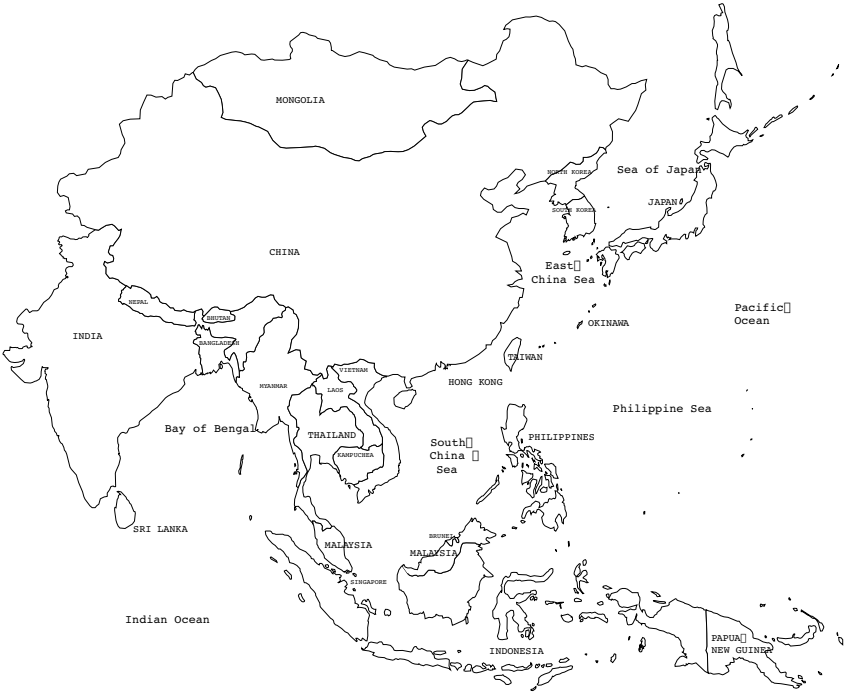 MONGOLIA
NORTH KOREA
Sea of Japan
JAPAN
SOUTH KOREA
CHINA
East
China Sea
NEPAL
BHUTAN
Pacific
Ocean
OKINAWA
INDIA
BANGLADESH
TAIWAN
VIETNAM
HONG KONG
MYANMAR
LAOS
Philippine Sea
Bay of Bengal
THAILAND
PHILIPPINES
South
China
Sea
KAMPUCHEA
SRI LANKA
BRUNEI
MALAYSIA
MALAYSIA
SINGAPORE
Indian Ocean
INDONESIA
PAPUA
NEW GUINEA